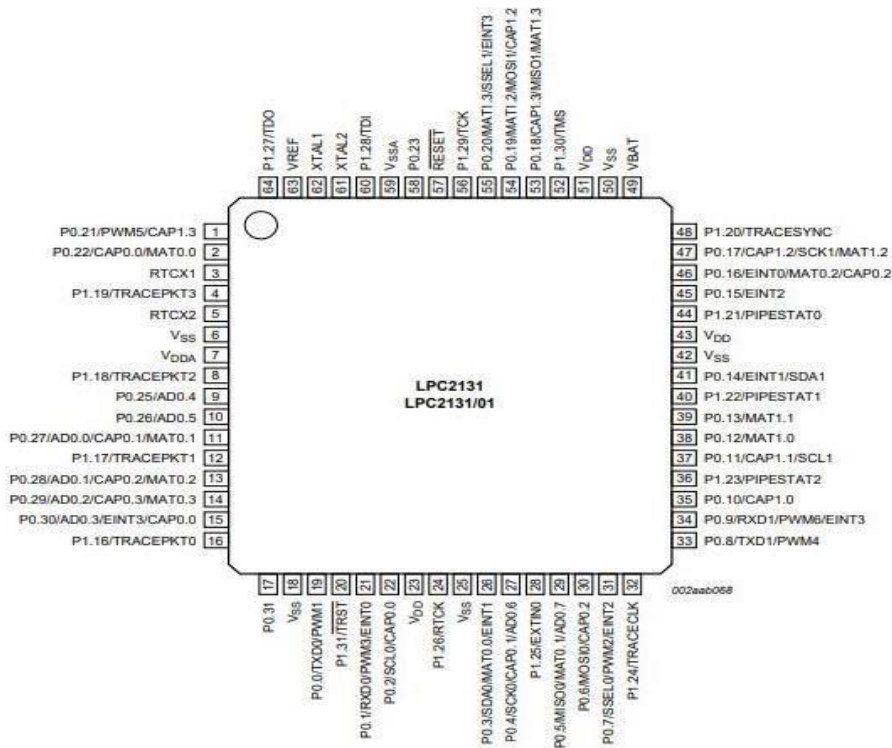 P1.27/TDO
VREF
XTAL1
XTAL2
P1.28/TDI
VSSA
P0.23
RESET
P1.29/TCK
P0.20/MAT1.3/SSEL1/EINT3
P0.19/MAT1.2/MOSI1/CAP1.2
P0.18/CAP1.3/MISO1/MAT1.3
P1.30/TMS
VDD
VSS
VBAT
64 63 62 61 60 59 58 57 56 55 54 53 52 51 50 49
P0.21/PWM5/CAP1.3 1
P0.22/CAP0.0/MAT0.0 2
RTCX1 3
P1.19/TRACEPKT3 4
RTCX2 5
VSS 6
VDDA 7
P1.18/TRACEPKT2 8
P0.25/AD0.4 9
P0.26/AD0.5 10
P0.27/AD0.0/CAP0.1/MAT0.1 11
P1.17/TRACEPKT1 12
P0.28/AD0.1/CAP0.2/MAT0.2 13
P0.29/AD0.2/CAP0.3/MAT0.3 14
P0.30/AD0.3/EINT3/CAP0.0 15
P1.16/TRACEPKT0 16
LPC2131
LPC2131/01
48 P1.20/TRACESYNC
47 P0.17/CAP1.2/SCK1/MAT1.2
46 P0.16/EINT0/MAT0.2/CAP0.2
45 P0.15/EINT2
44 P1.21/PIPESTAT0
43 VDD
42 VSS
41 P0.14/EINT1/SDA1
40 P1.22/PIPESTAT1
39 P0.13/MAT1.1
38 P0.12/MAT1.0
37 P0.11/CAP1.1/SCL1
36 P1.23/PIPESTAT2
35 P0.10/CAP1.0
34 P0.9/RXD1/PWM6/EINT3
33 P0.8/TXD1/PWM4
17 18 19 20 21 22 23 24 25 26 27 28 29 30 31 32
002aab068
P0.31
VSS
P0.0/TXD0/PWM1
P1.31/TRST
P0.1/RXD0/PWM3/EINT0
P0.2/SCL0/CAP0.0
VDD
P1.26/RTCK
VSS
P0.3/SDA0/MAT0.0/EINT1
P0.4/SCK0/CAP0.1/AD0.6
P1.25/EXTIN0
P0.5/MISO0/MAT0.1/AD0.7
P0.6/MOSI0/CAP0.2
P0.7/SSEL0/PWM2/EINT2
P1.24/TRACECLK